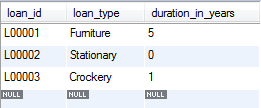 loan_id loan_type duration_in_years
L00001 Furniture 5
L00002 Stationary 0
L00003 Crockery 1
NULL NULL NULL